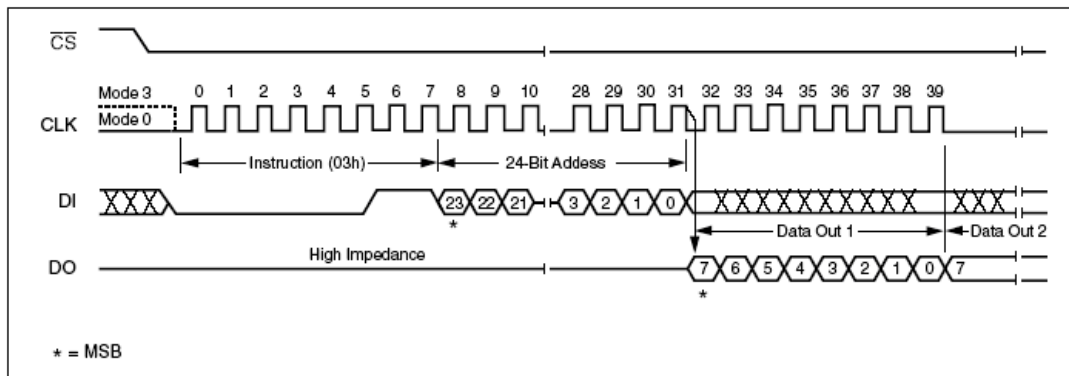 CS
Mode 3 0 1 2 3 4 5 6 7 8 9 10 28 29 30 31 32 33 34 35 36 37 38 39
CLK Mode 0
Instruction (03h) 24-Bit Addess
DI 23 22 21 3 2 1 0
*
Data Out 1 Data Out 2
High Impedance
DO 7 6 5 4 3 2 1 0 7
*
* = MSB